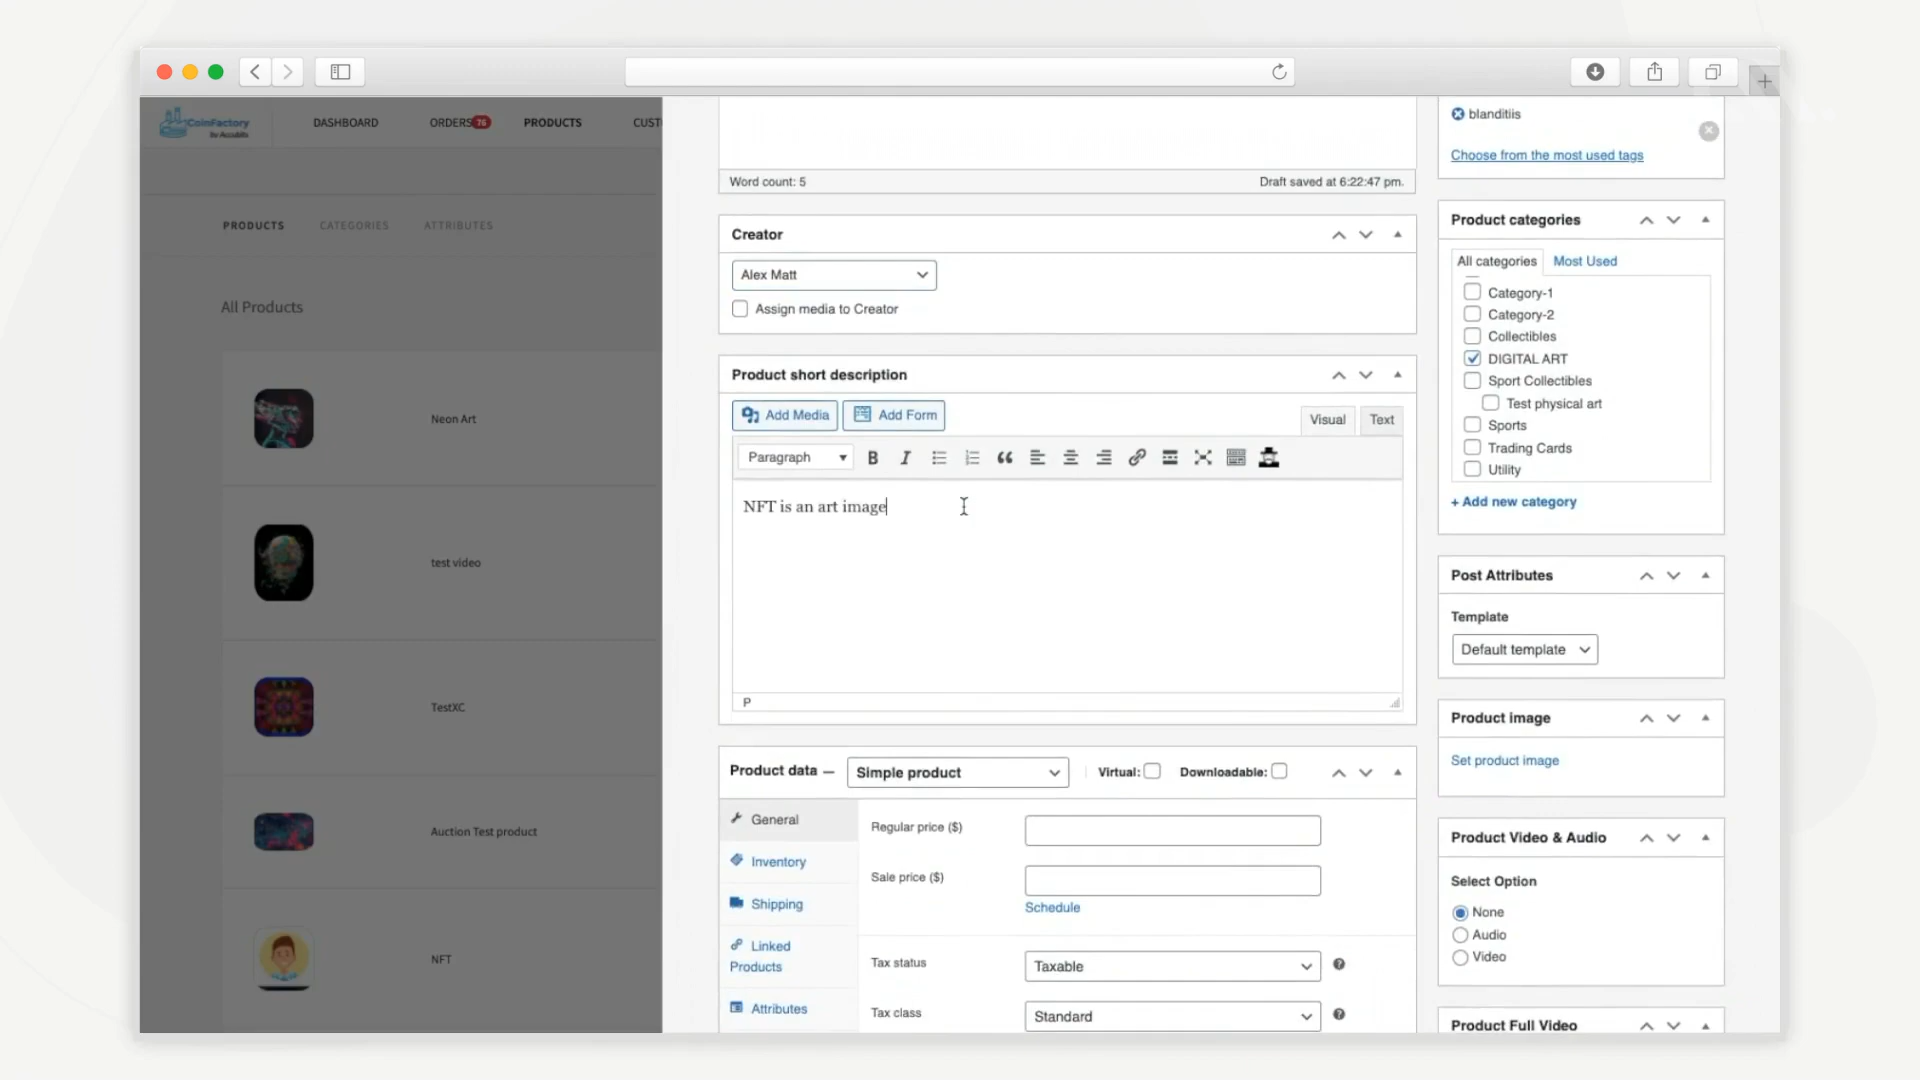 CoinFactory
by Accubits
DASHBOARD
ORDERS 76
PRODUCTS
CUST
PRODUCTS
CATEGORIES
ATTRIBUTES
All Products
Neon Art
test video
TestXC
Auction Test product
NFT
Word count: 5
Draft saved at 6:22:47 pm.
Creator
Alex Matt
Assign media to Creator
Product short description
Add Media
Add Form
Visual
Text
Paragraph
NFT is an art image
P
Product data —
Simple product
Virtual:
Downloadable:
General
Inventory
Shipping
Linked
Products
Attributes
Regular price ($)
Sale price ($)
Schedule
Tax status
Taxable
Tax class
Standard
blanditiis
Choose from the most used tags
Product categories
All categories
Most Used
Category-1
Category-2
Collectibles
DIGITAL ART
Sport Collectibles
Test physical art
Sports
Trading Cards
Utility
+ Add new category
Post Attributes
Template
Default template
Product image
Set product image
Product Video & Audio
Select Option
None
Audio
Video
Product Full Video